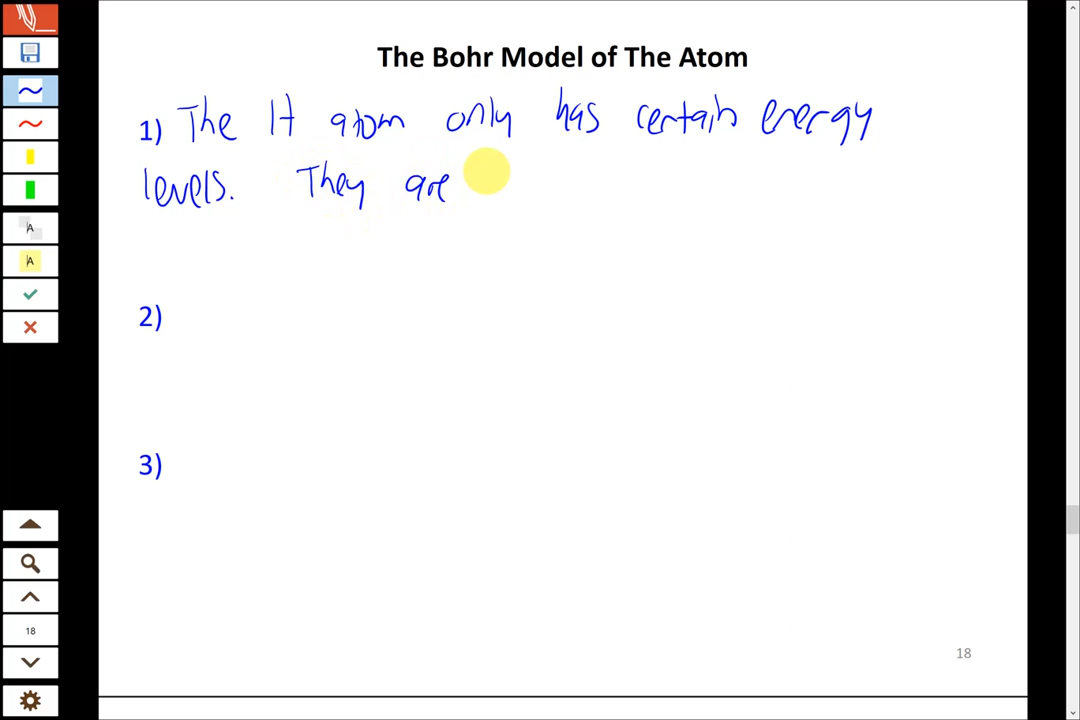 The Bohr Model of The Atom
1) The H atom only has certain energy
levels. They are
2)
3)
A
A
18
18